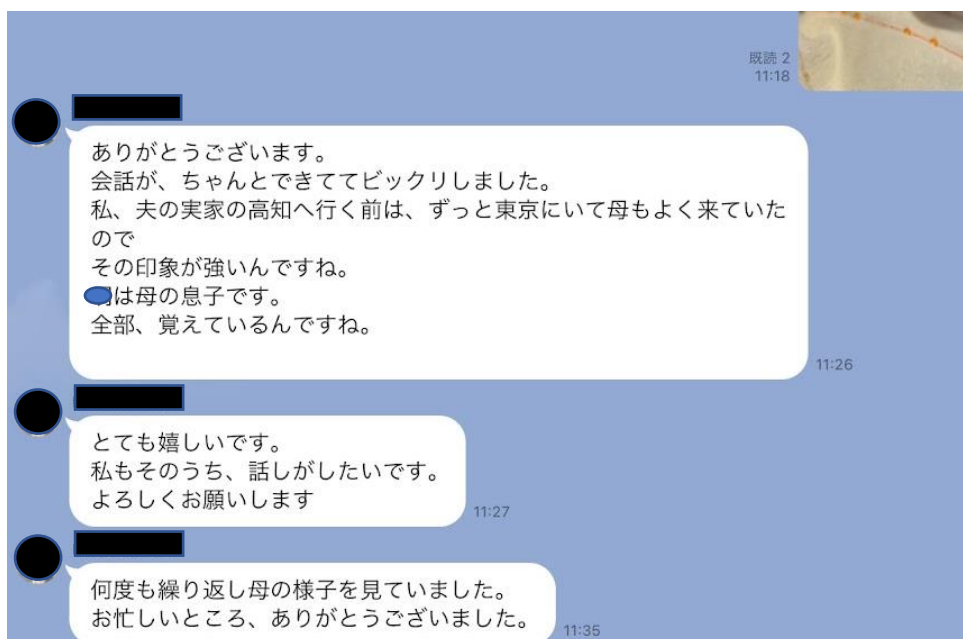 既読 2
11:18
ありがとうございます。
会話が、ちゃんとできててビックリしました。
私、夫の実家の高知へ行く前は、ずっと東京にいて母もよく来ていた
ので
その印象が強いんですね。
は母の息子です。
全部、覚えているんですね。
11:26
とても嬉しいです。
私もそのうち、話しがしたいです。
よろしくお願いします
11:27
何度も繰り返し母の様子を見ていました。
お忙しいところ、ありがとうございました。
11:35